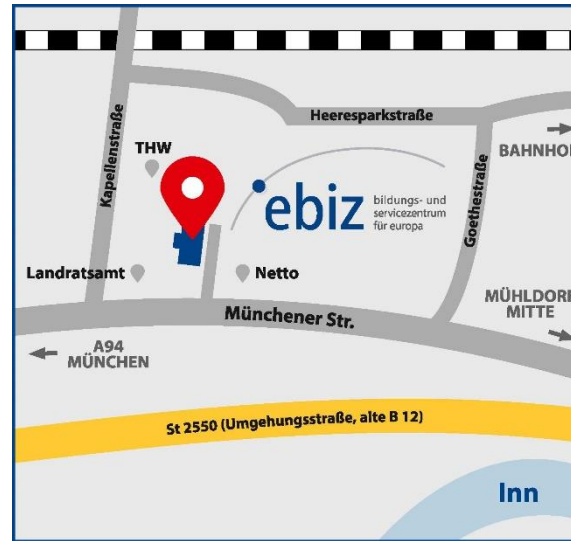 Heeresparkstraße
Kapellenstraße
THW
BAHNHOF
Goethestraße
ebiz
bildungs- und
servicezentrum
für europa
Landratsamt
Netto
MÜHLDORF
MITTE
Münchener Str.
A94
MÜNCHEN
St 2550 (Umgehungsstraße, alte B 12)
Inn